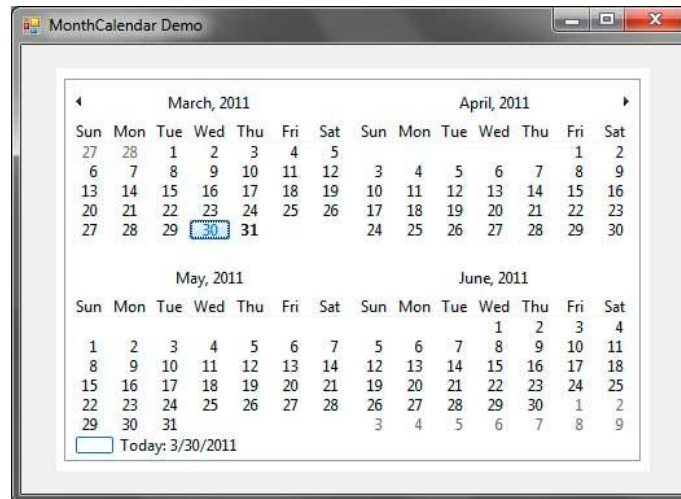 MonthCalendar Demo
March, 2011 April, 2011
Sun Mon Tue Wed Thu Fri Sat Sun Mon Tue Wed Thu Fri Sat
27 28 1 2 3 4 5 1 2
6 7 8 9 10 11 12 3 4 5 6 7 8 9
13 14 15 16 17 18 19 10 11 12 13 14 15 16
20 21 22 23 24 25 26 17 18 19 20 21 22 23
27 28 29 30 31 24 25 26 27 28 29 30
May, 2011 June, 2011
Sun Mon Tue Wed Thu Fri Sat Sun Mon Tue Wed Thu Fri Sat
1 2 3 4
1 2 3 4 5 6 7 5 6 7 8 9 10 11
8 9 10 11 12 13 14 12 13 14 15 16 17 18
15 16 17 18 19 20 21 19 20 21 22 23 24 25
22 23 24 25 26 27 28 26 27 28 29 30 1 2
29 30 31 3 4 5 6 7 8 9
Today: 3/30/2011